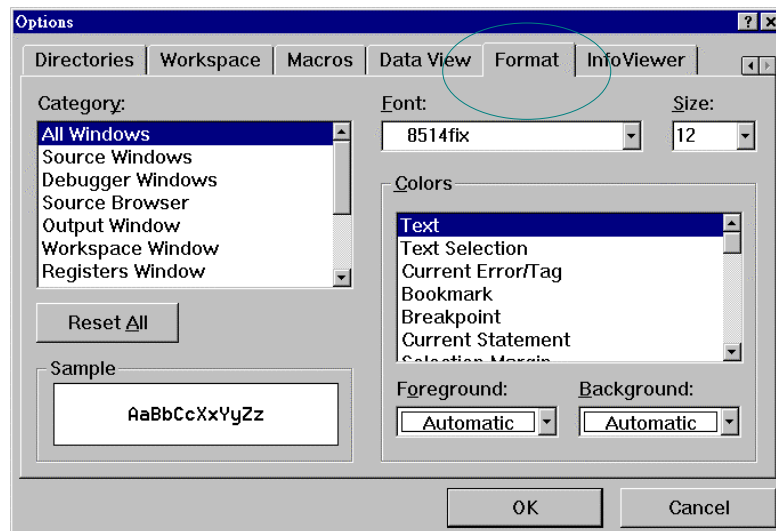 Options
Directories Workspace Macros Data View Format InfoViewer
Category:
All Windows
Source Windows
Debugger Windows
Source Browser
Output Window
Workspace Window
Registers Window
Reset All
Sample
AaBbCcXxYyZz
Font:
8514fix
Size:
12
Colors
Text
Text Selection
Current Error/Tag
Bookmark
Breakpoint
Current Statement
Selection Margin
Foreground:
Automatic
Background:
Automatic
OK
Cancel